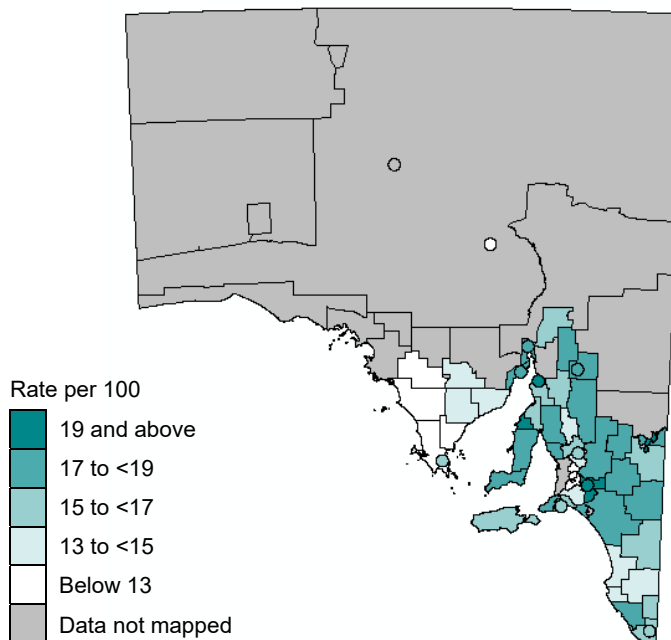 Rate per 100
19 and above
17 to <19
15 to <17
13 to <15
Below 13
Data not mapped